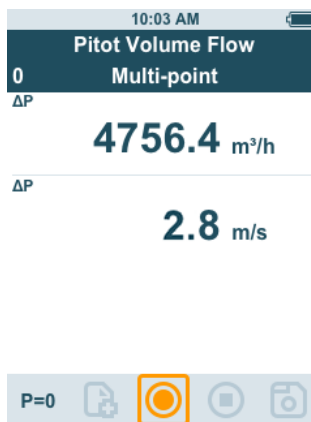 10:03 AM
Pitot Volume Flow
0 Multi-point
ΔP
4756.4 m³/h
ΔP
2.8 m/s
P=0